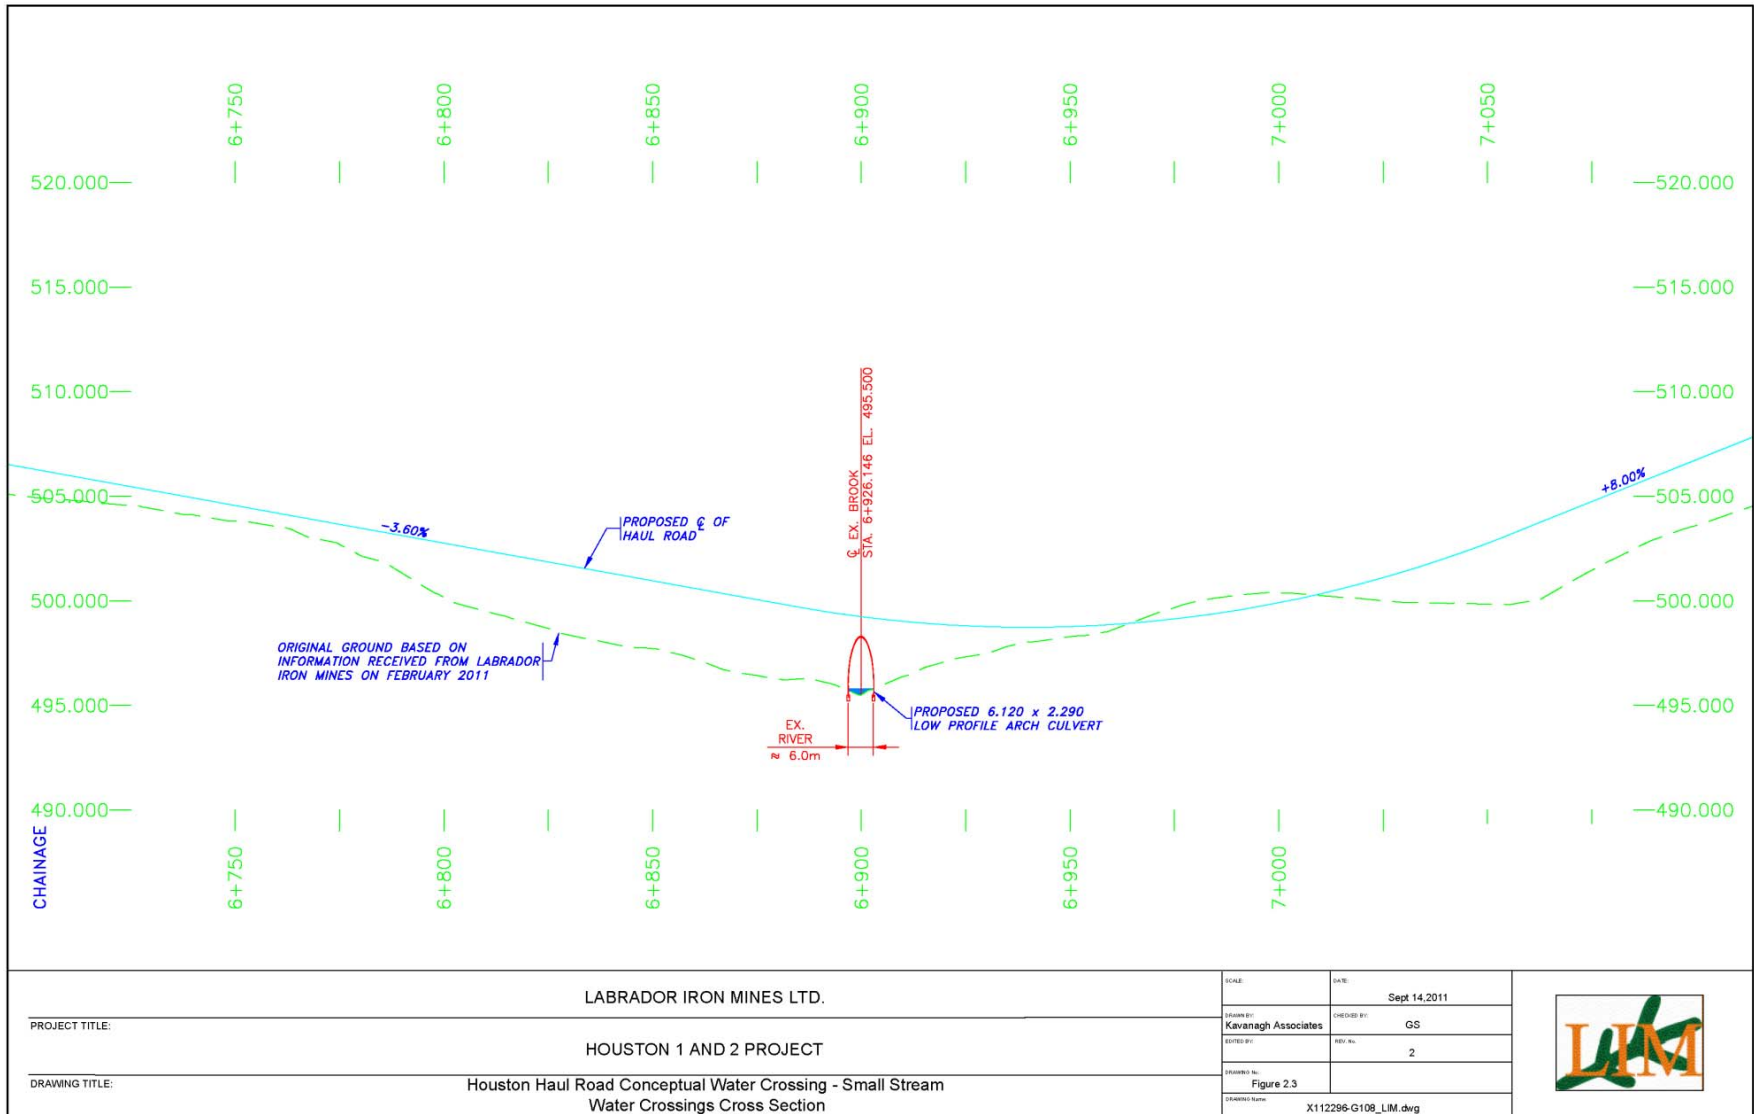 6+750
6+800
6+850
6+900
6+950
7+000
7+050
520.000
520.000
515.000
515.000
510.000
510.000
505.000
505.000
500.000
500.000
495.000
495.000
490.000
490.000
℄ EX. BROOK
STA. 6+926.146 EL. 495.500
-3.60%
+8.00%
PROPOSED ℄ OF
HAUL ROAD
ORIGINAL GROUND BASED ON
INFORMATION RECEIVED FROM LABRADOR
IRON MINES ON FEBRUARY 2011
PROPOSED 6.120 x 2.290
LOW PROFILE ARCH CULVERT
EX.
RIVER
≈ 6.0m
CHAINAGE
6+750
6+800
6+850
6+900
6+950
7+000
LABRADOR IRON MINES LTD.
PROJECT TITLE:
HOUSTON 1 AND 2 PROJECT
DRAWING TITLE:
Houston Haul Road Conceptual Water Crossing - Small Stream
Water Crossings Cross Section
SCALE:
DATE:
Sept 14,2011
DRAWN BY:
Kavanagh Associates
CHECKED BY:
GS
EDITED BY:
REV. No.
2
DRAWING No.
Figure 2.3
DRAWING Name
X112296-G108_LIM.dwg
LIM